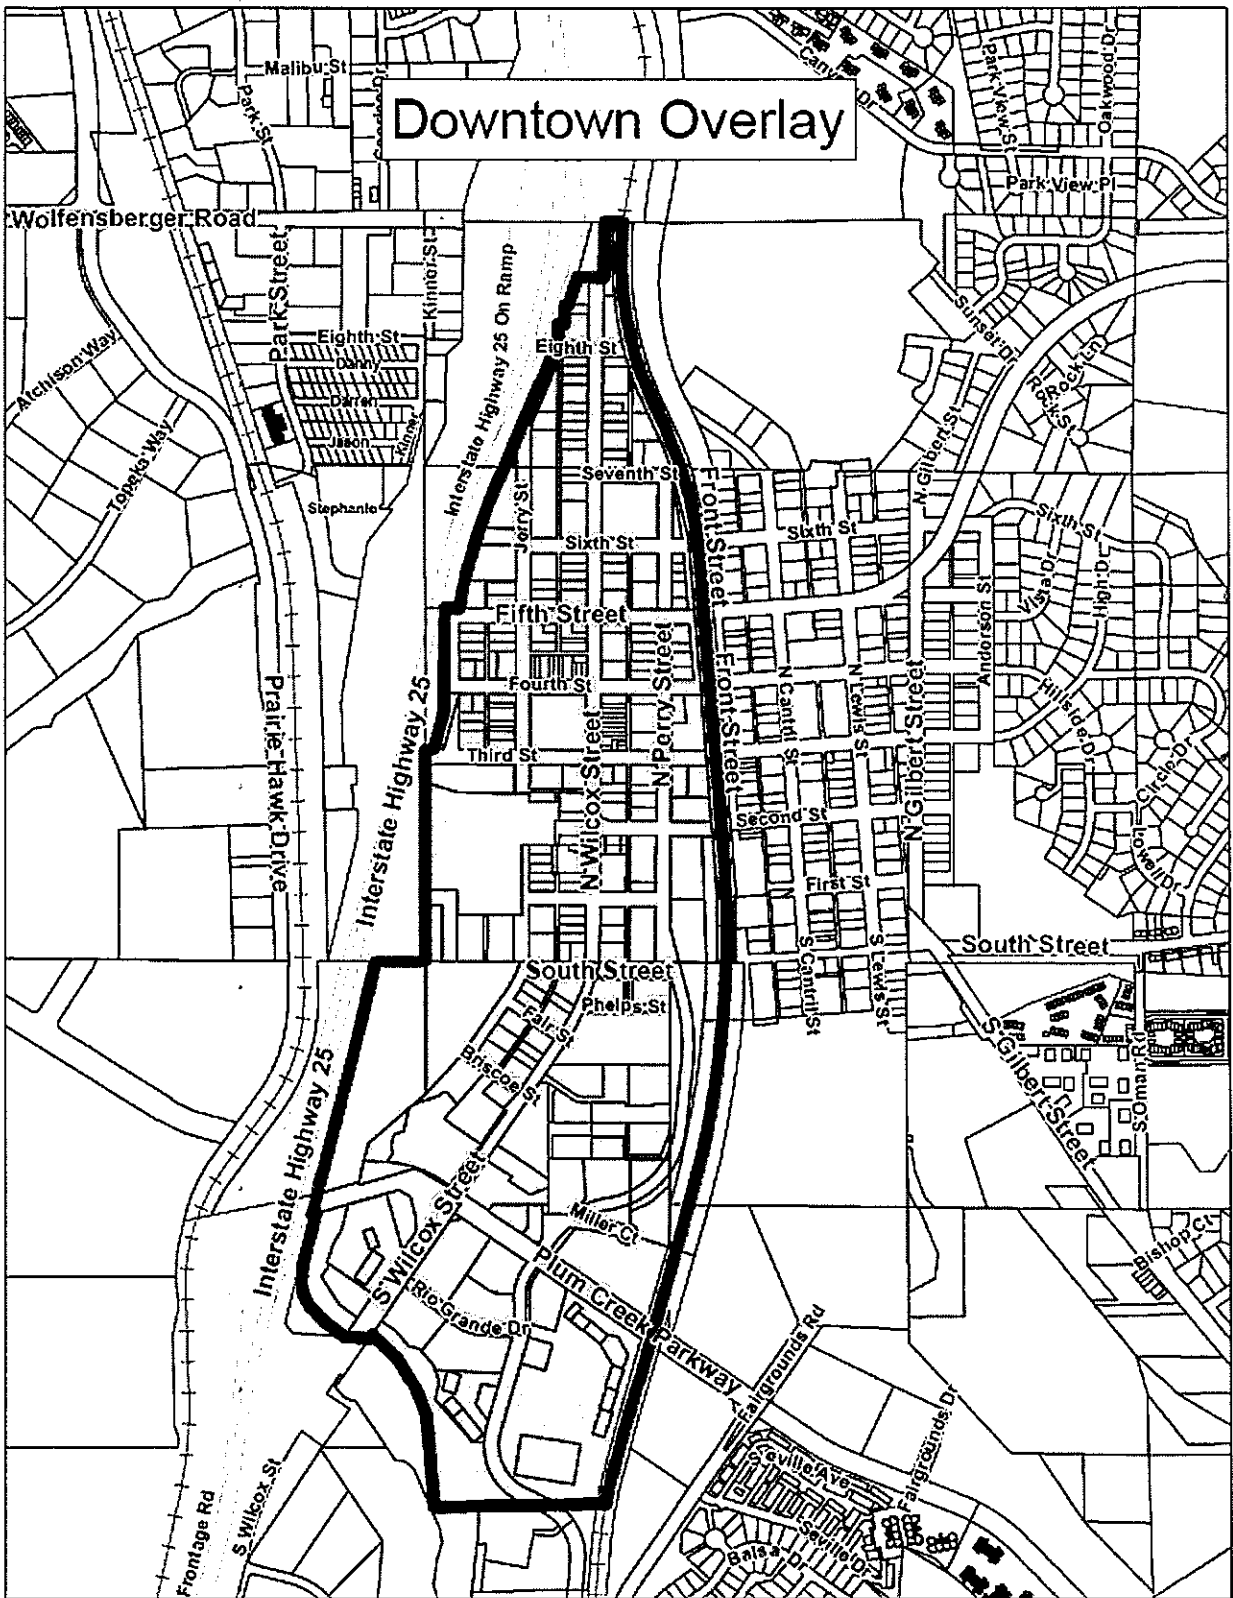 Downtown Overlay
Malibu St
Park St
Park View St
Oakwood Dr
Park View Pl
Wolfensberger Road
Park Street
Kinner St
Interstate Highway 25 On Ramp
Eighth St
Danny
Darren
Jason
Kinner
Stephanie
Atchison Way
Topeka Way
Eighth St
Sunset Dr
Rock Ln
Rock St
N Gilbert St
Seventh St
Jerry St
Sixth St
Front Street
Sixth St
Sixth St
Fifth Street
Vista Dr
High Dr
Anderson St
Fourth St
N Perry Street
Front Street
N Cantril St
N Lewis St
N Gilbert Street
Hillside Dr
Circle Dr
Prairie Hawk Drive
Interstate Highway 25
Third St
N Wilcox Street
Second St
Lowell Dr
First St
South Street
S Cantril St
S Lewis St
South Street
Phelps St
Fair St
Briscoe St
S Gilbert Street
S Oman Rd
Interstate Highway 25
S Wilcox Street
Miller Ct
Plum Creek Parkway
Rio Grande Dr
Bishop Ct
Fairgrounds Rd
Fairgrounds Dr
Seville Ave
Seville Dr
Balsa Dr
S Wilcox St
Frontage Rd